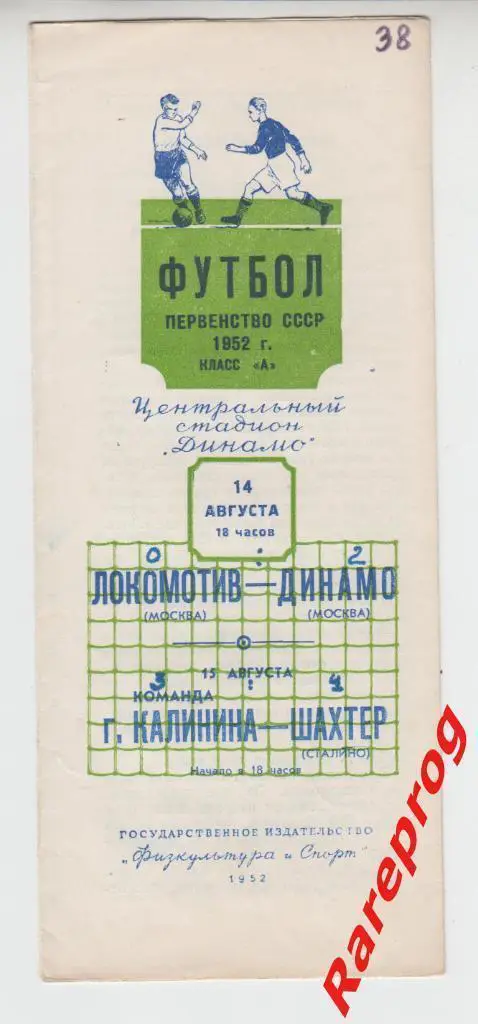 38
ФУТБОЛ
ПЕРВЕНСТВО СССР
1952 г.
КЛАСС «А»
Центральный
стадион
„Динамо“
14
АВГУСТА
18 часов
0 : 2
ЛОКОМОТИВ—ДИНАМО
(МОСКВА) (МОСКВА)
15 АВГУСТА
3 : 4
КОМАНДА
г. КАЛИНИНА—ШАХТЕР
(СТАЛИНО)
Начало в 18 часов
ГОСУДАРСТВЕННОЕ ИЗДАТЕЛЬСТВО
„Физкультура и Спорт“
1952
Rareprog